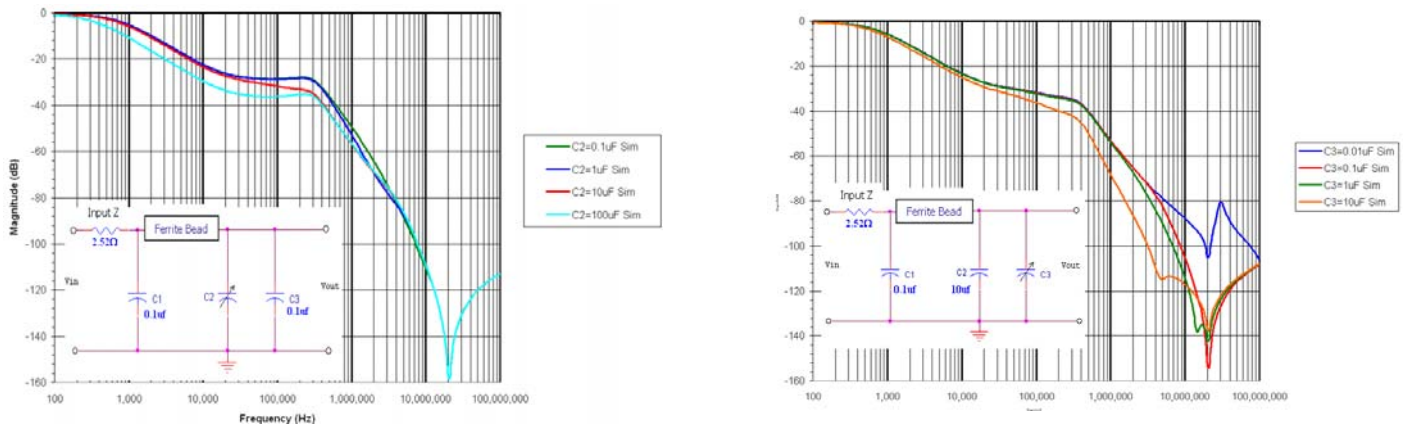 0
-20
-40
-60
-80
-100
-120
-140
-160
Magnitude (dB)
100
1,000
10,000
100,000
1,000,000
10,000,000
100,000,000
Frequency (Hz)
Input Z
2.52Ω
Ferrite Bead
Vin
C1
0.1uf
C2
C3
0.1uf
Vout
C2=0.1uF Sim
C2=1uF Sim
C2=10uF Sim
C2=100uF Sim
0
-20
-40
-60
-80
-100
-120
-140
-160
100
1,000
10,000
100,000
1,000,000
10,000,000
100,000,000
Input Z
2.52Ω
Ferrite Bead
Vin
C1
0.1uf
C2
10uf
C3
Vout
C3=0.01uF Sim
C3=0.1uF Sim
C3=1uF Sim
C3=10uF Sim